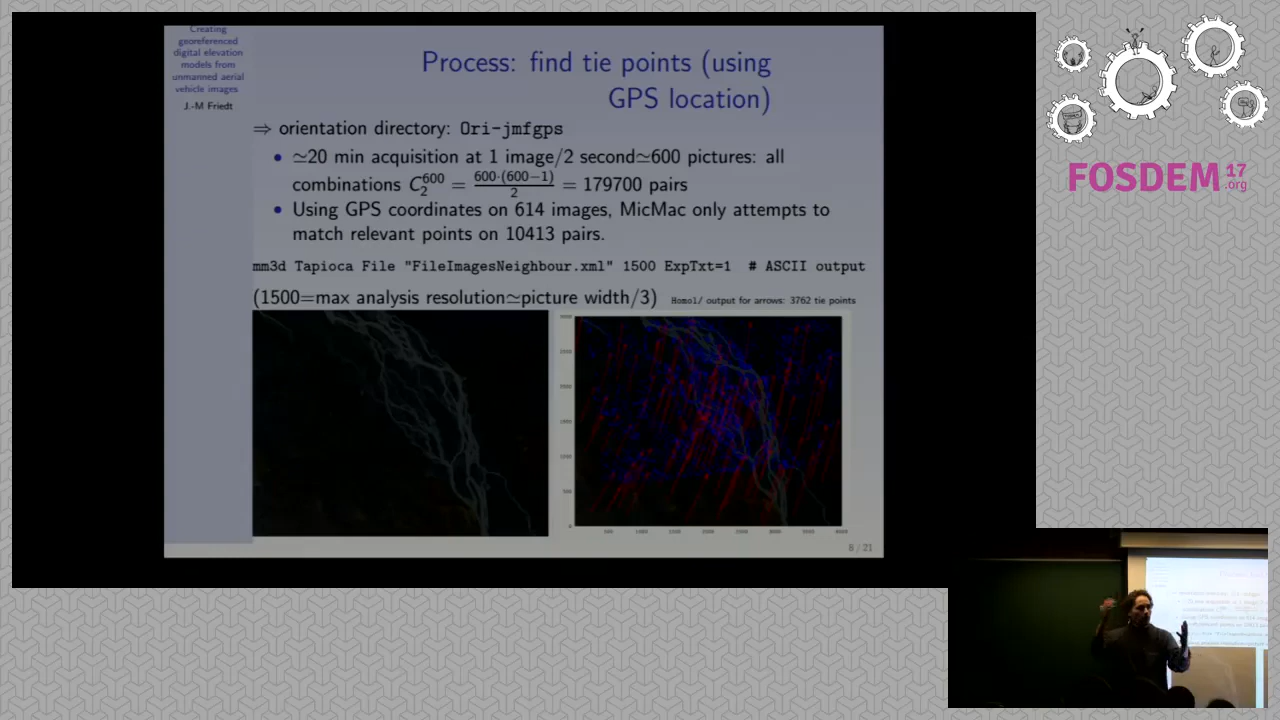 Creating
georeferenced
digital elevation
models from
unmanned aerial
vehicle images
J.-M Friedt
Process: find tie points (using
GPS location)
⇒ orientation directory: Ori-jmfgps
• ≃20 min acquisition at 1 image/2 second≃600 pictures: all
combinations C₂⁶⁰⁰ = 600·(600−1)/2 = 179700 pairs
• Using GPS coordinates on 614 images, MicMac only attempts to
match relevant points on 10413 pairs.
mm3d Tapioca File "FileImagesNeighbour.xml" 1500 ExpTxt=1 # ASCII output
(1500=max analysis resolution≃picture width/3) Homol/ output for arrows: 3762 tie points
8 / 21
FOSDEM 17
.org